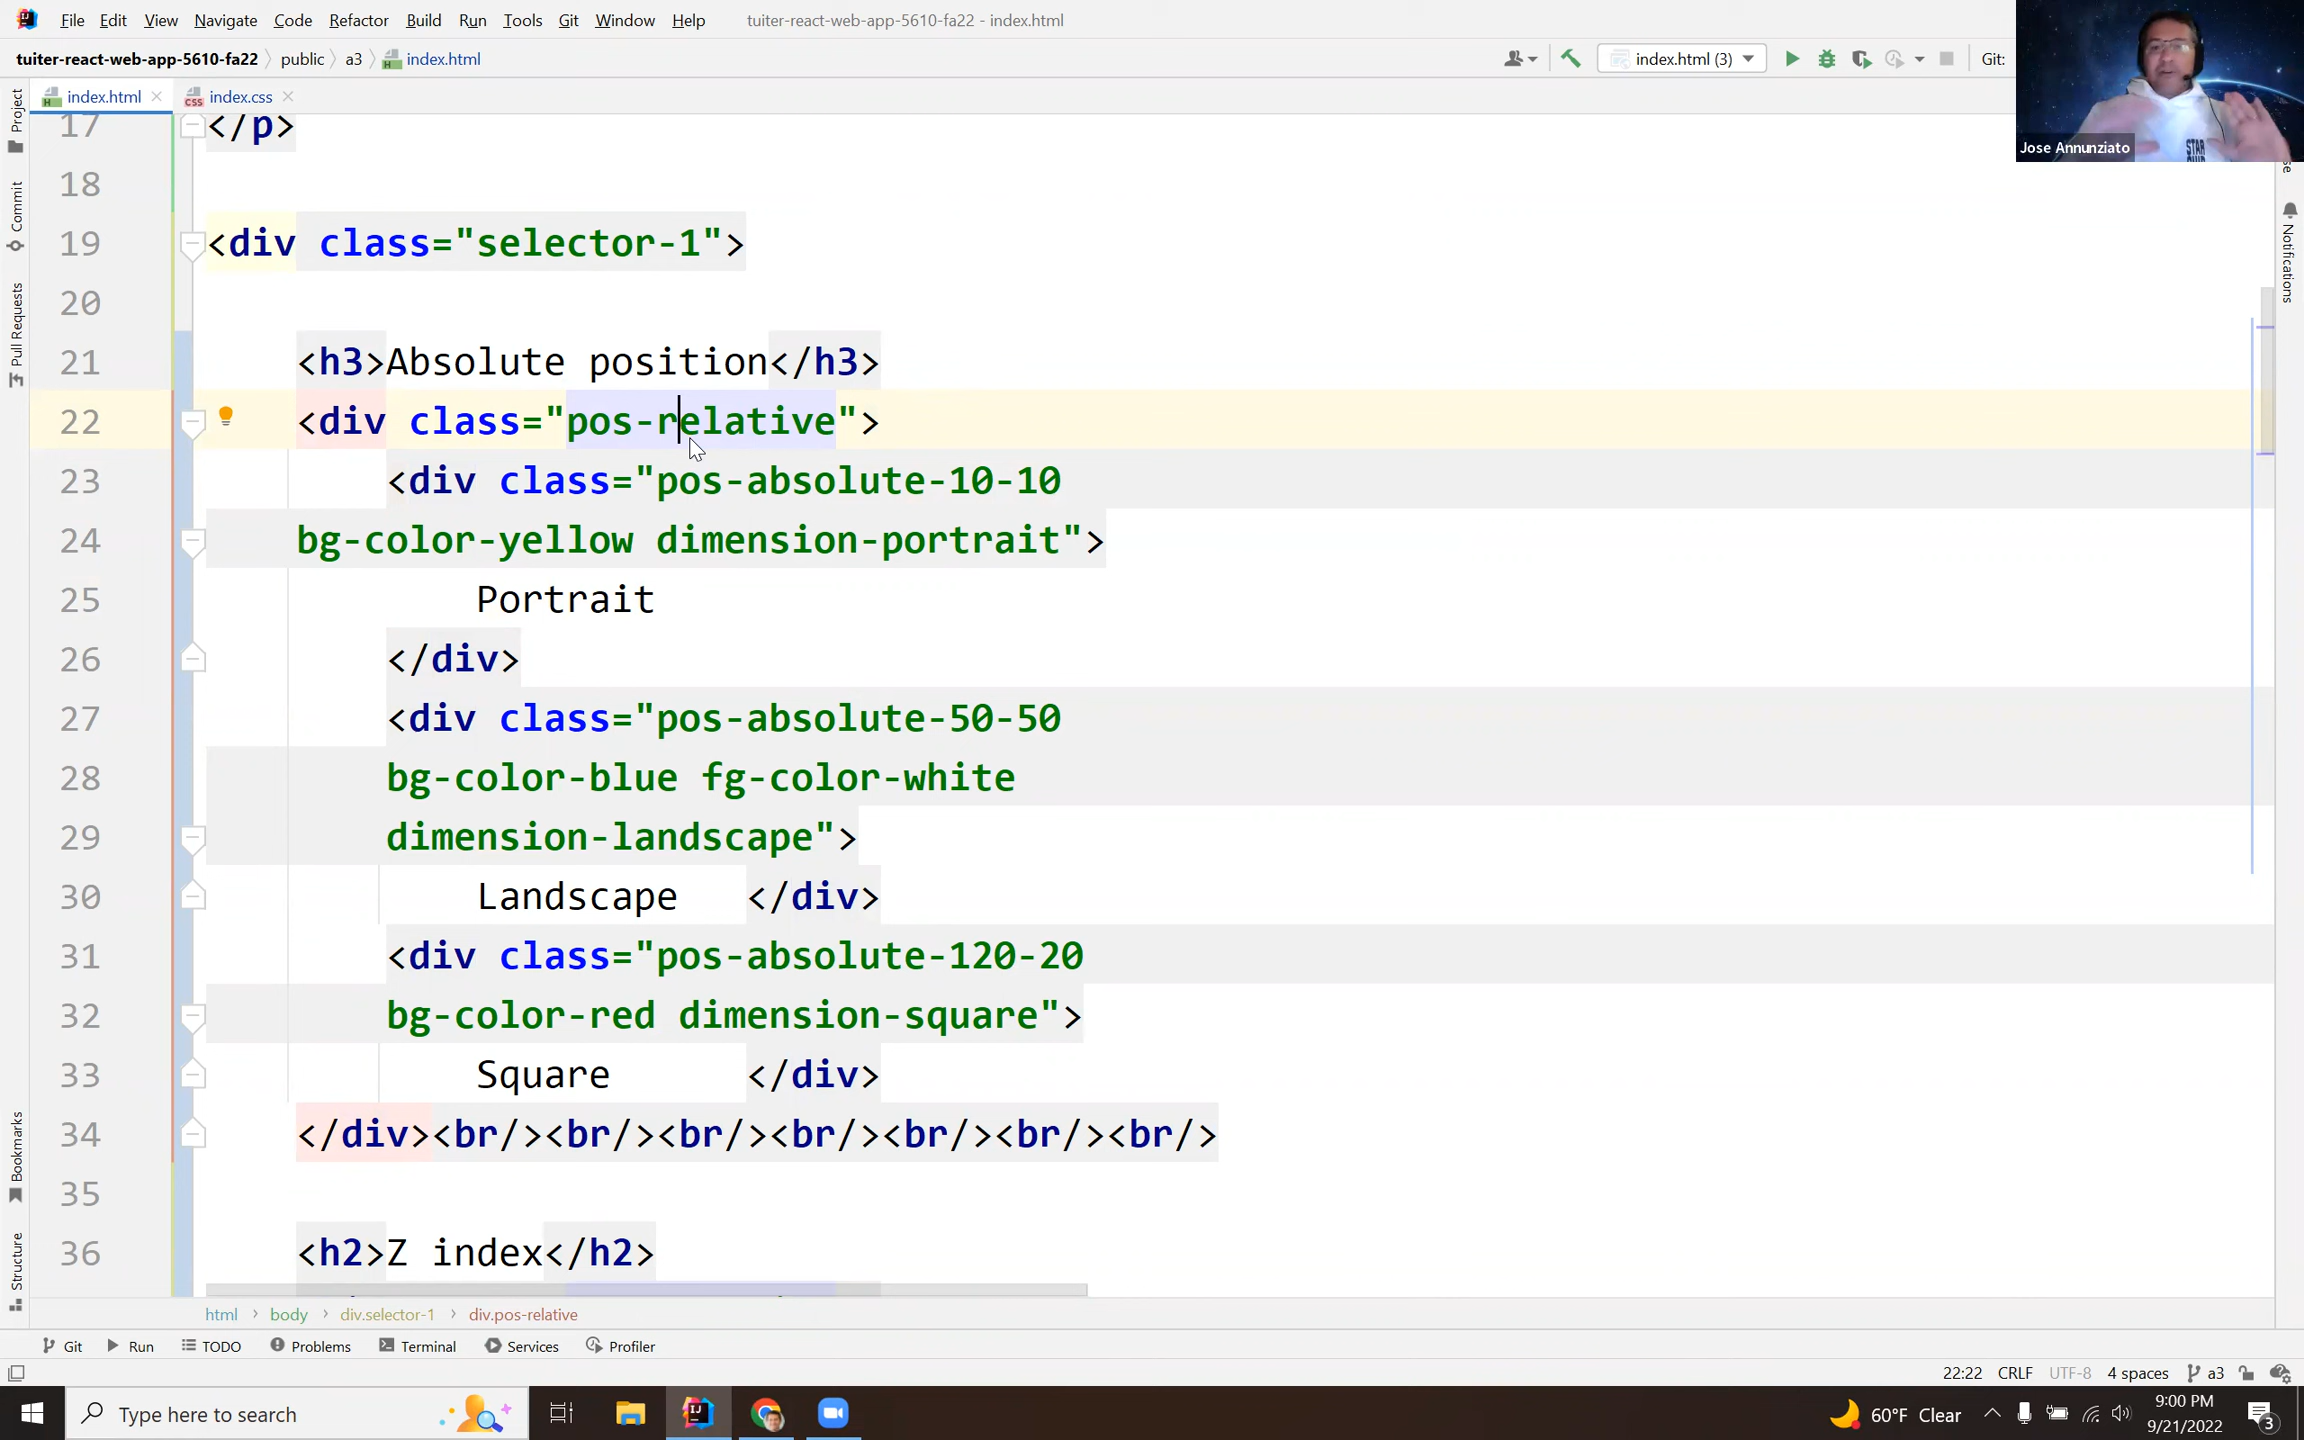 File Edit View Navigate Code Refactor Build Run Tools Git Window Help tuiter-react-web-app-5610-fa22 - index.html
tuiter-react-web-app-5610-fa22 public a3 index.html index.html (3) Git:
index.html index.css
Jose Annunziato
Project
Commit
Pull Requests
Bookmarks
Structure
Notifications
17 </p>
18
19 <div class="selector-1">
20
21 <h3>Absolute position</h3>
22 <div class="pos-relative">
23 <div class="pos-absolute-10-10
24 bg-color-yellow dimension-portrait">
25 Portrait
26 </div>
27 <div class="pos-absolute-50-50
28 bg-color-blue fg-color-white
29 dimension-landscape">
30 Landscape </div>
31 <div class="pos-absolute-120-20
32 bg-color-red dimension-square">
33 Square </div>
34 </div><br/><br/><br/><br/><br/><br/><br/>
35
36 <h2>Z index</h2>
html body div.selector-1 div.pos-relative
Git Run TODO Problems Terminal Services Profiler
22:22 CRLF UTF-8 4 spaces a3
Type here to search
60°F Clear
9:00 PM
9/21/2022
3